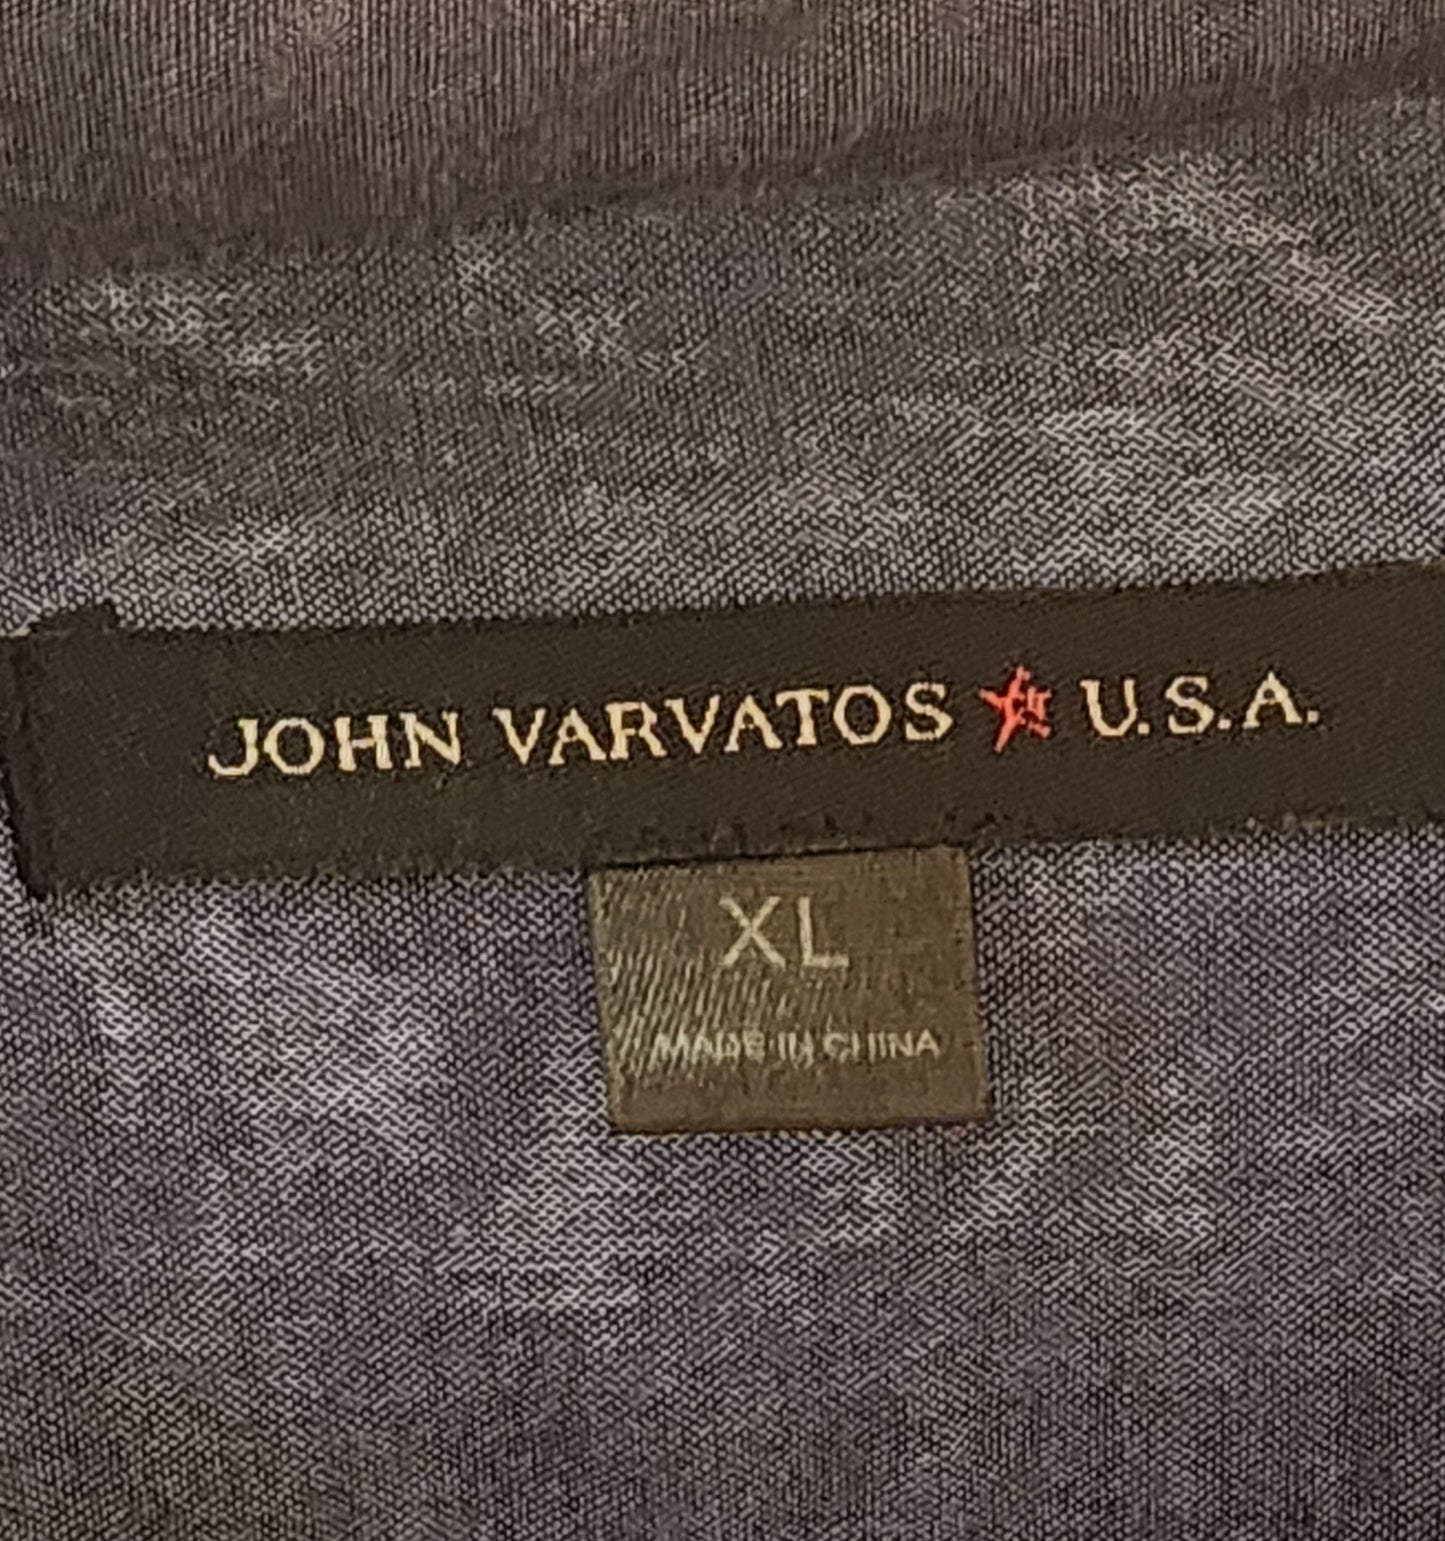 JOHN VARVATOS U.S.A.
XL
MADE IN CHINA